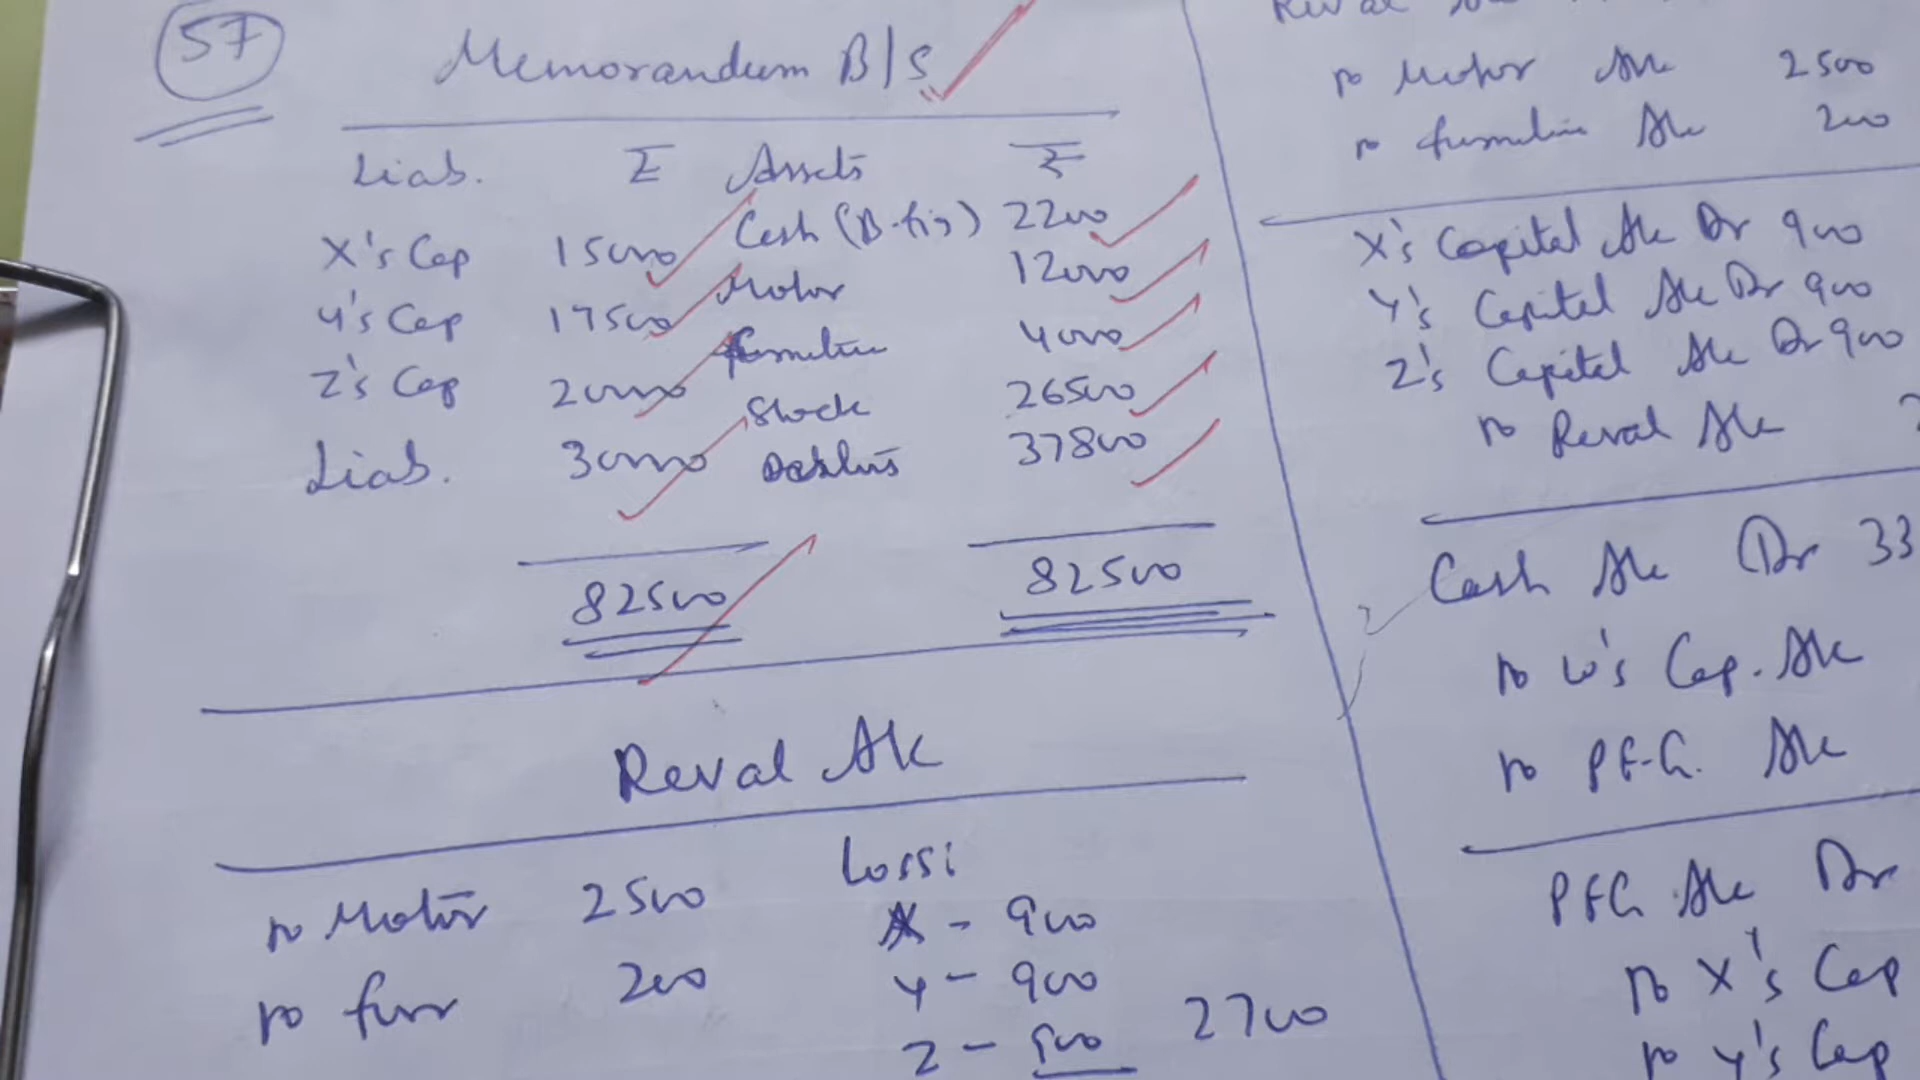 57
Memorandum B/S
Liab. ₹ Assets ₹
X's Cap 15000 Cash (B.fig) 2200
Y's Cap 17500 Motor 12000
Z's Cap 20000 Furniture 4000
Liab. 30000 Stock 26500
Debtors 37800
82500 82500
Reval A/c
Loss:
To Motor 2500 X - 900
To furr 200 Y - 900
Z - 900 2700
To Motor A/c 2500
To furniture A/c 200
X's Capital A/c Dr 900
Y's Capital A/c Dr 900
Z's Capital A/c Dr 900
To Reval A/c
Cash A/c Dr 33
To W's Cap. A/c
To PFG. A/c
PFG A/c Dr
To X's Cap
To Y's Cap